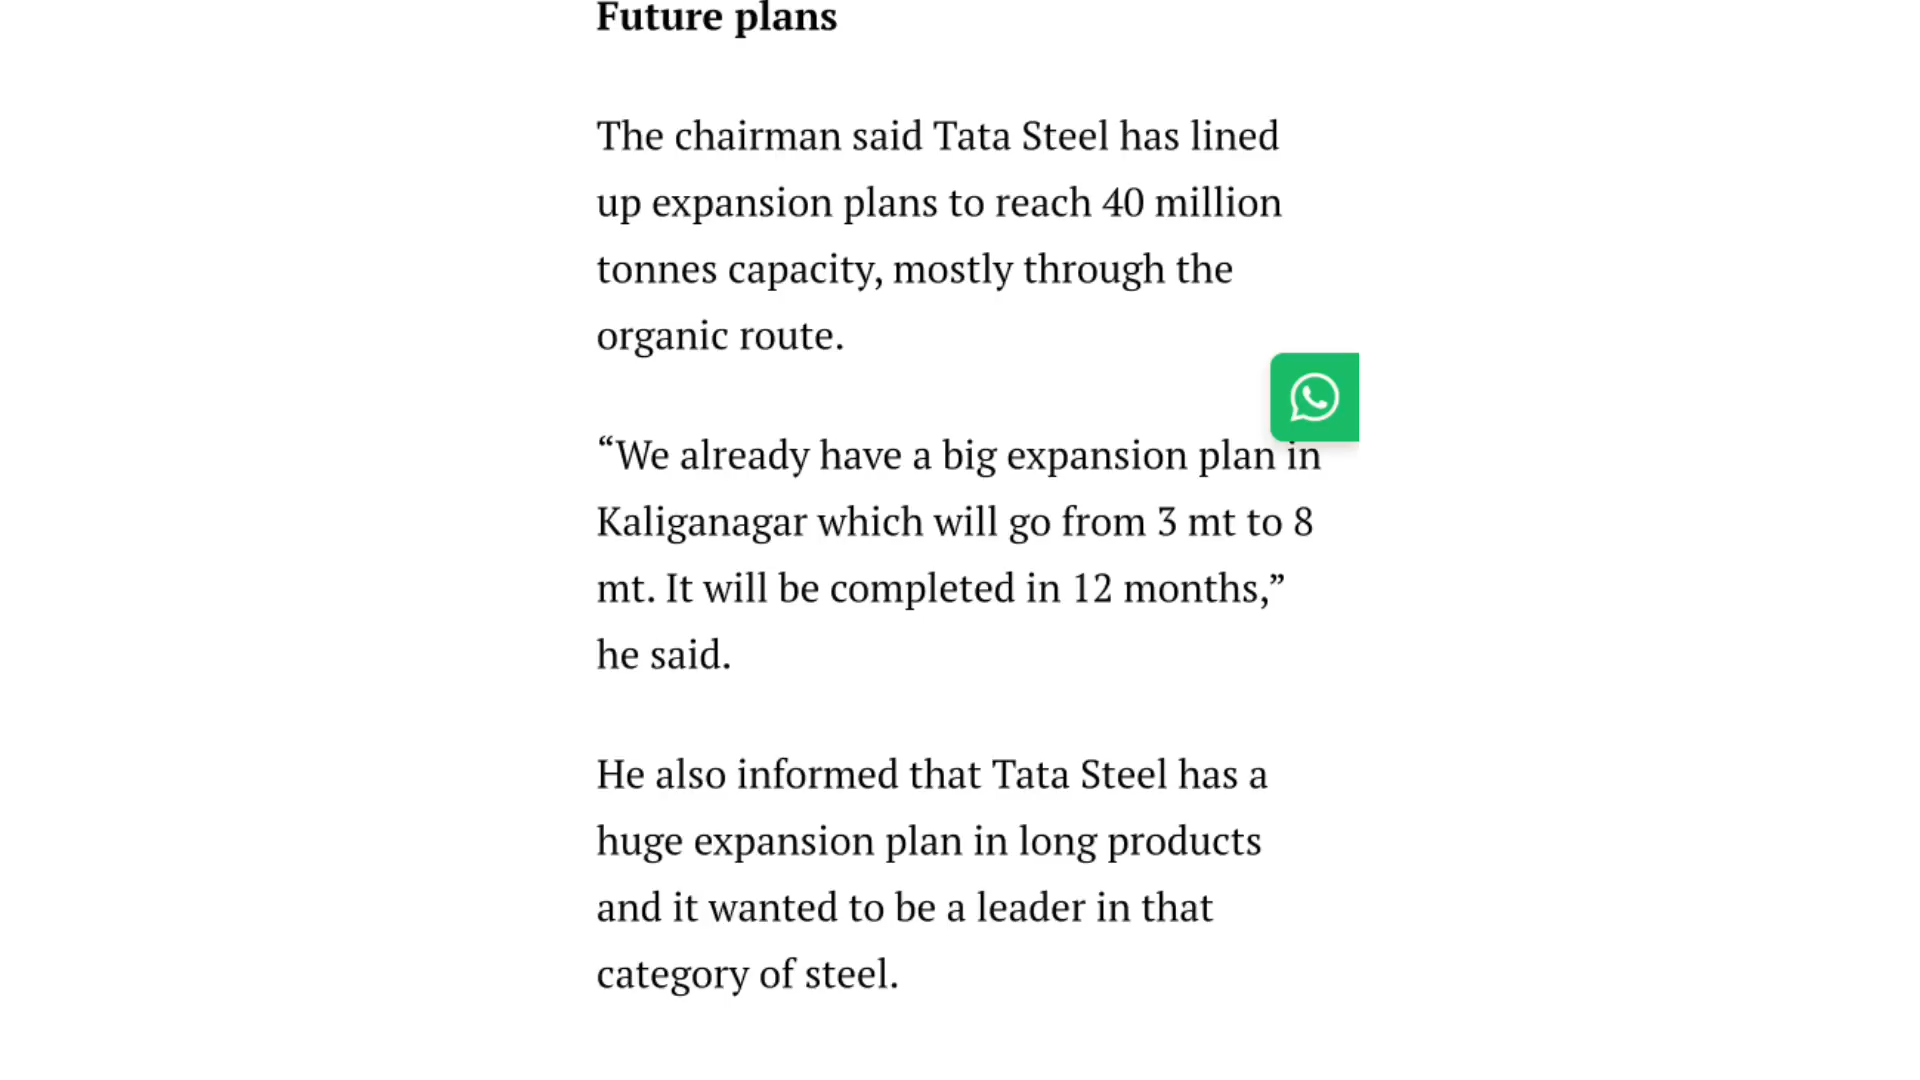 Future plans
The chairman said Tata Steel has lined
up expansion plans to reach 40 million
tonnes capacity, mostly through the
organic route.
“We already have a big expansion plan in
Kaliganagar which will go from 3 mt to 8
mt. It will be completed in 12 months,”
he said.
He also informed that Tata Steel has a
huge expansion plan in long products
and it wanted to be a leader in that
category of steel.